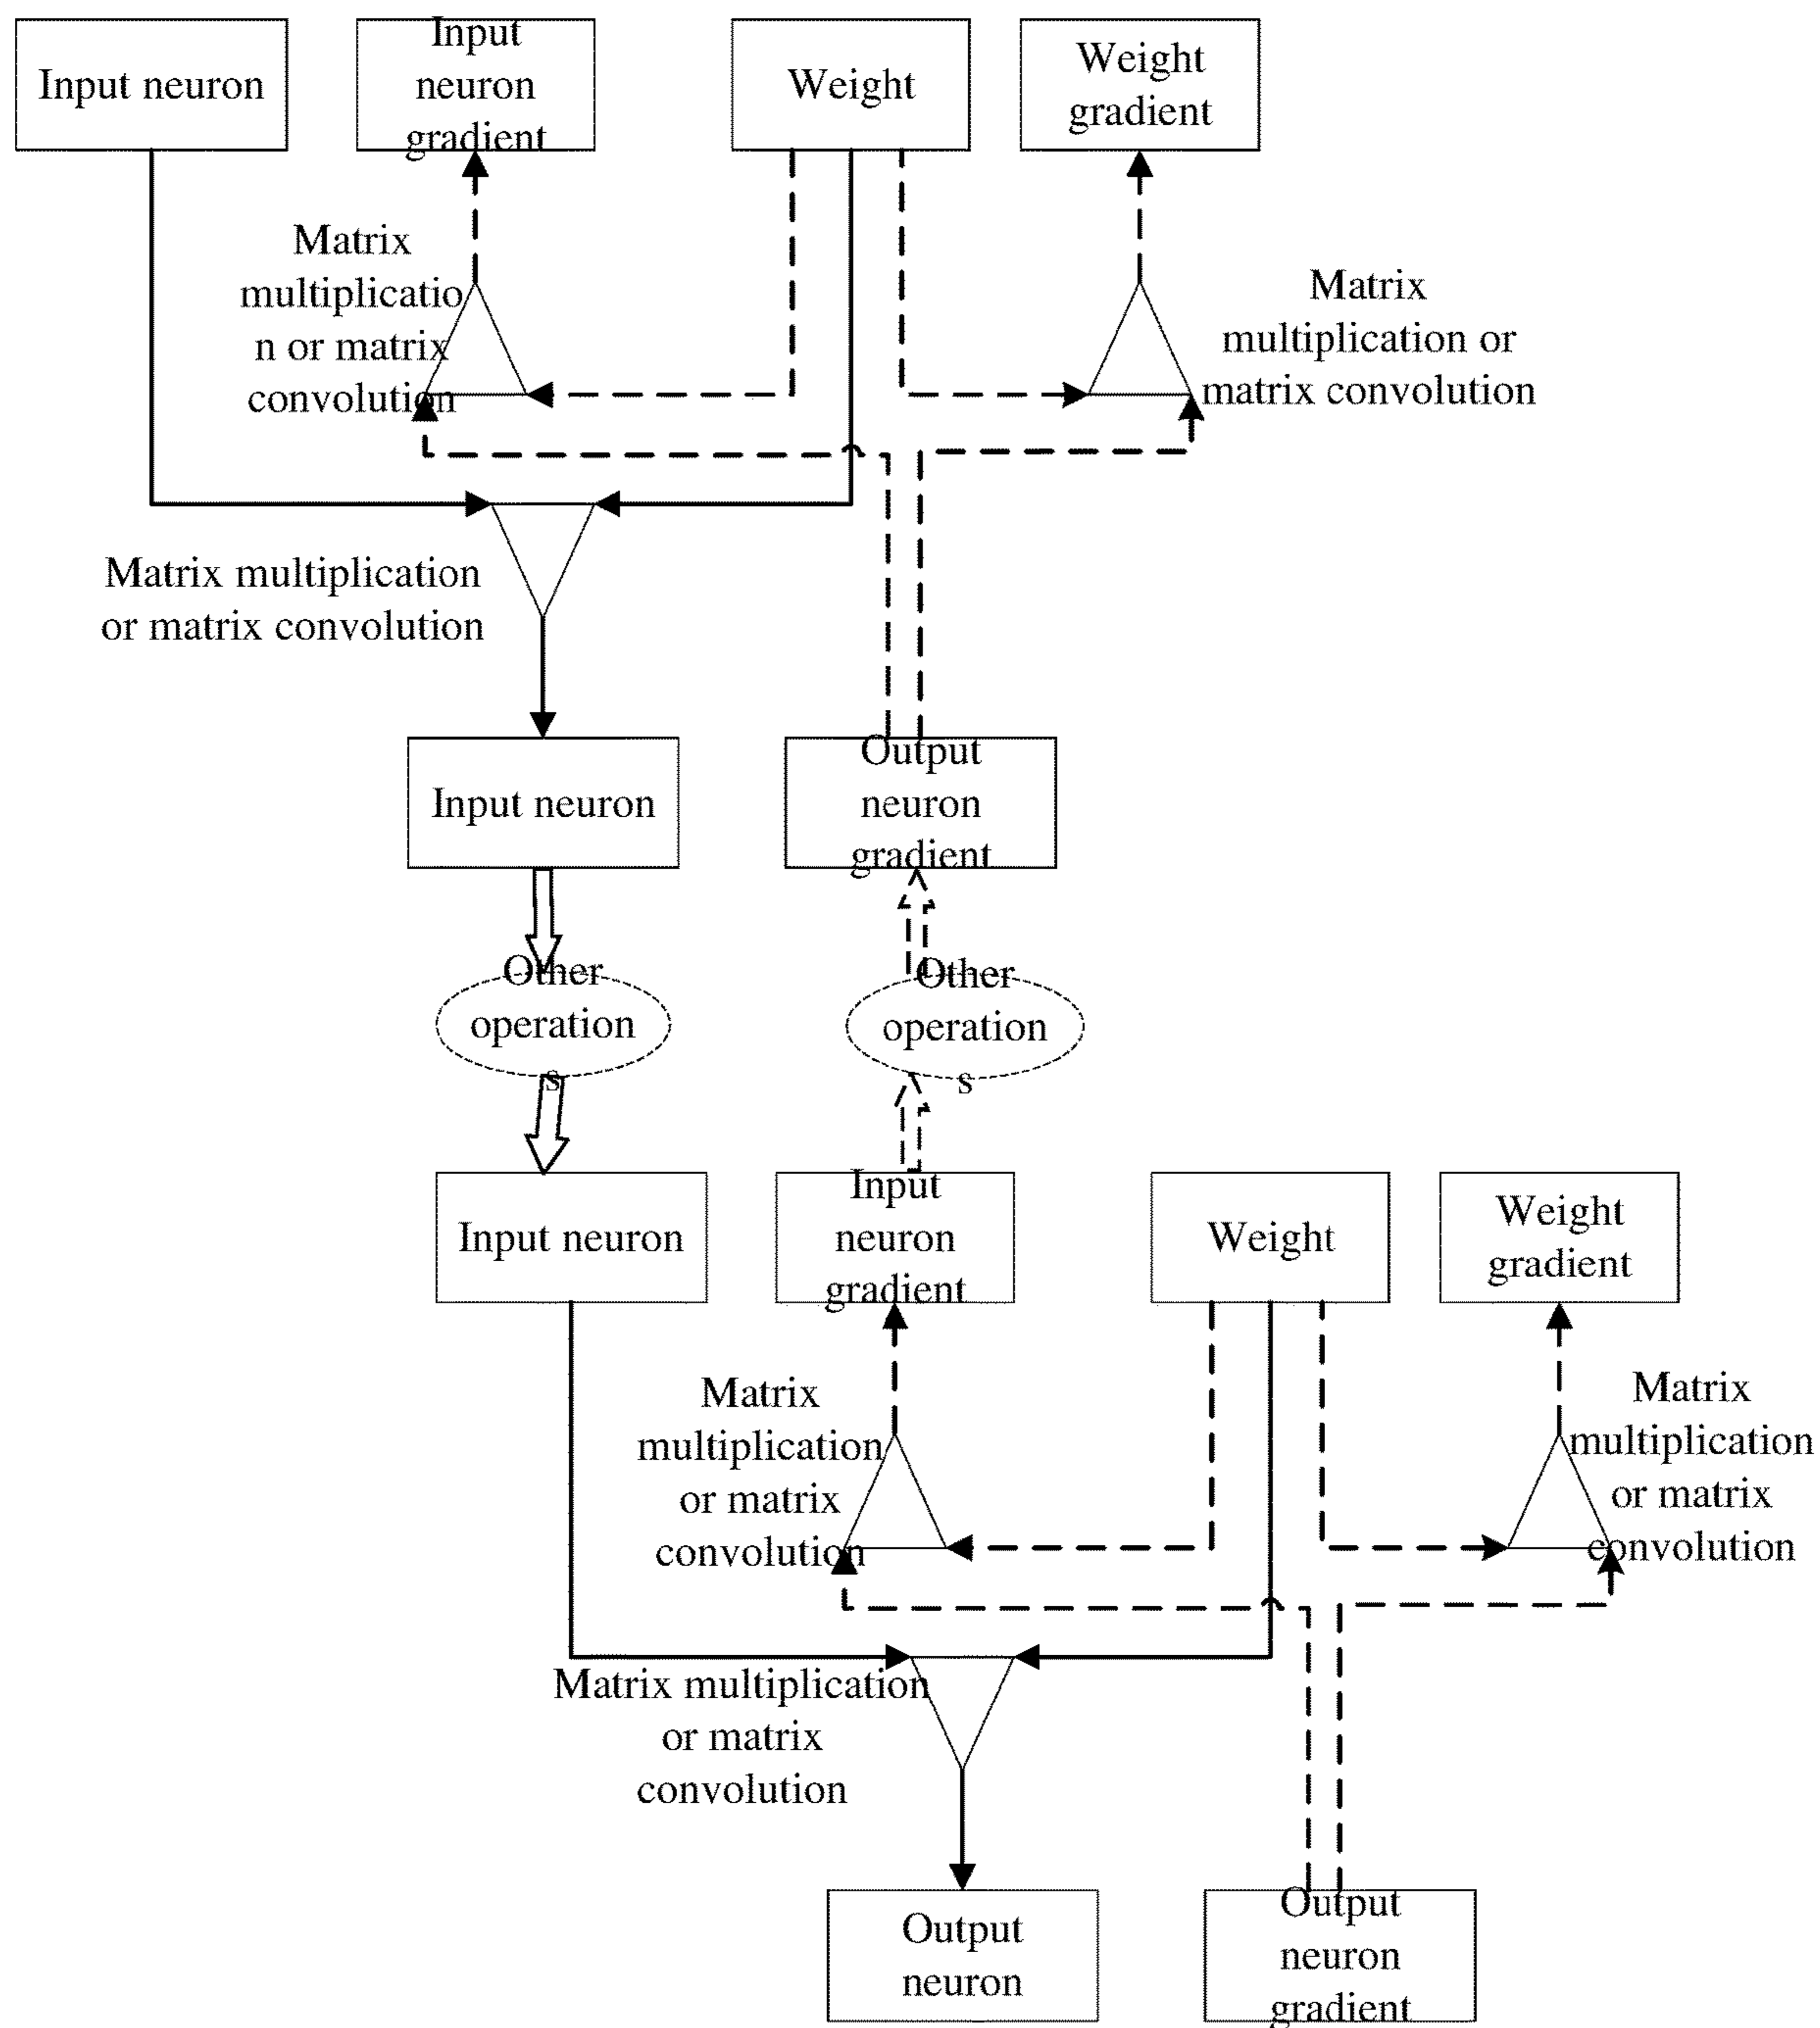 Input neuron
Input
neuron
gradient
Weight
Weight
gradient
Matrix
multiplicatio
n or matrix
convolution
Matrix
multiplication or
matrix convolution
Matrix multiplication
or matrix convolution
Input neuron
Output
neuron
gradient
Other
operation
s
Other
operation
s
Input neuron
Input
neuron
gradient
Weight
Weight
gradient
Matrix
multiplication
or matrix
convolution
Matrix
multiplication
or matrix
convolution
Matrix multiplication
or matrix
convolution
Output
neuron
Output
neuron
gradient